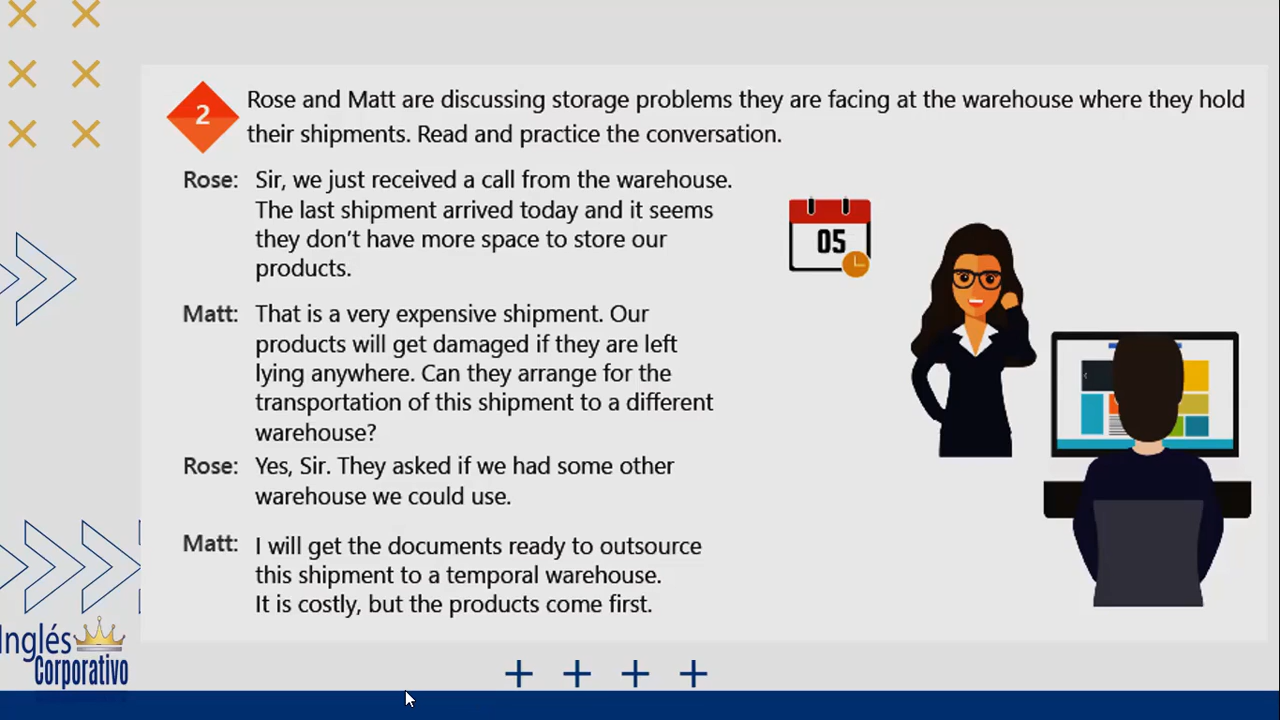 2
Rose and Matt are discussing storage problems they are facing at the warehouse where they hold
their shipments. Read and practice the conversation.
Rose: Sir, we just received a call from the warehouse.
The last shipment arrived today and it seems
they don't have more space to store our
products.
05
Matt: That is a very expensive shipment. Our
products will get damaged if they are left
lying anywhere. Can they arrange for the
transportation of this shipment to a different
warehouse?
Rose: Yes, Sir. They asked if we had some other
warehouse we could use.
Matt: I will get the documents ready to outsource
this shipment to a temporal warehouse.
It is costly, but the products come first.
Inglés
Corporativo